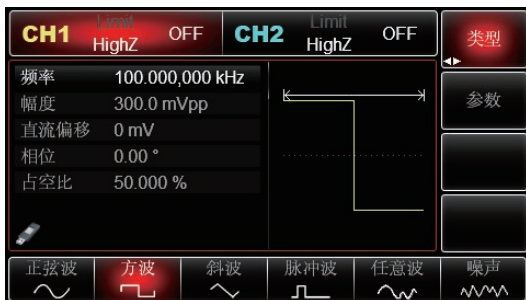 CH1 Limit HighZ OFF CH2 Limit HighZ OFF 类型
频率 100.000,000 kHz
幅度 300.0 mVpp 参数
直流偏移 0 mV
相位 0.00 °
占空比 50.000 %
正弦波 方波 斜波 脉冲波 任意波 噪声